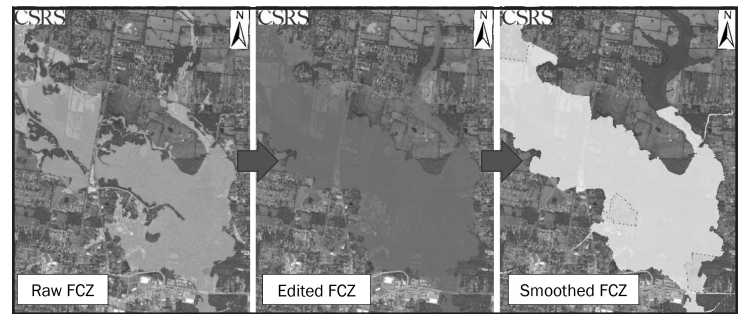 CSRS
N
CSRS
N
CSRS
N
Raw FCZ
Edited FCZ
Smoothed FCZ